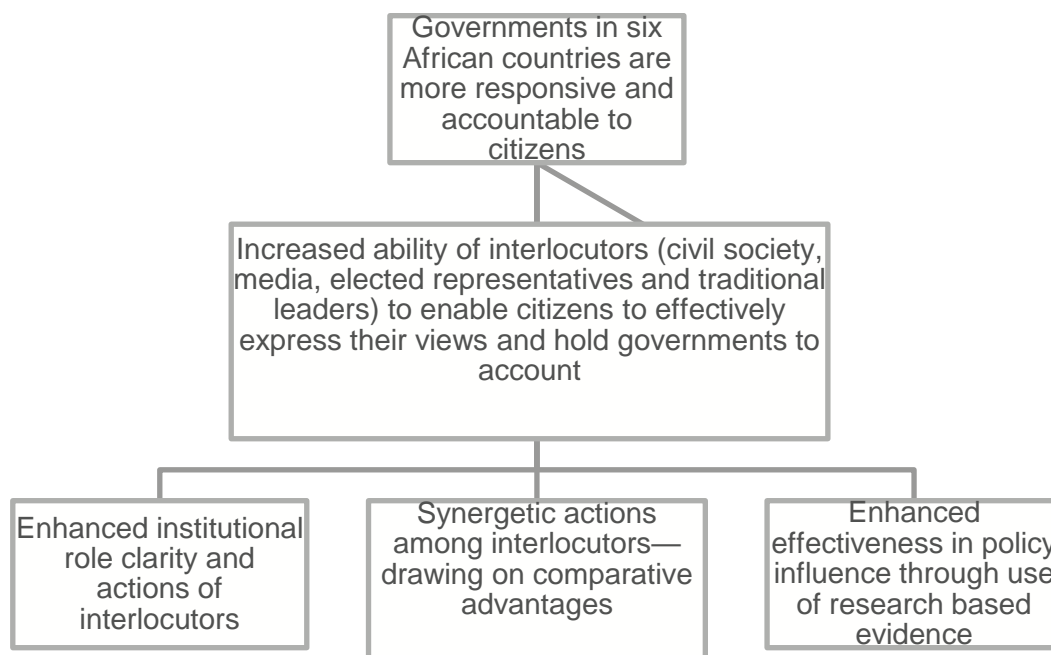 Governments in six
African countries are
more responsive and
accountable to
citizens
Increased ability of interlocutors (civil society,
media, elected representatives and traditional
leaders) to enable citizens to effectively
express their views and hold governments to
account
Enhanced institutional
role clarity and
actions of
interlocutors
Synergetic actions
among interlocutors—
drawing on comparative
advantages
Enhanced
effectiveness in policy
influence through use
of research based
evidence